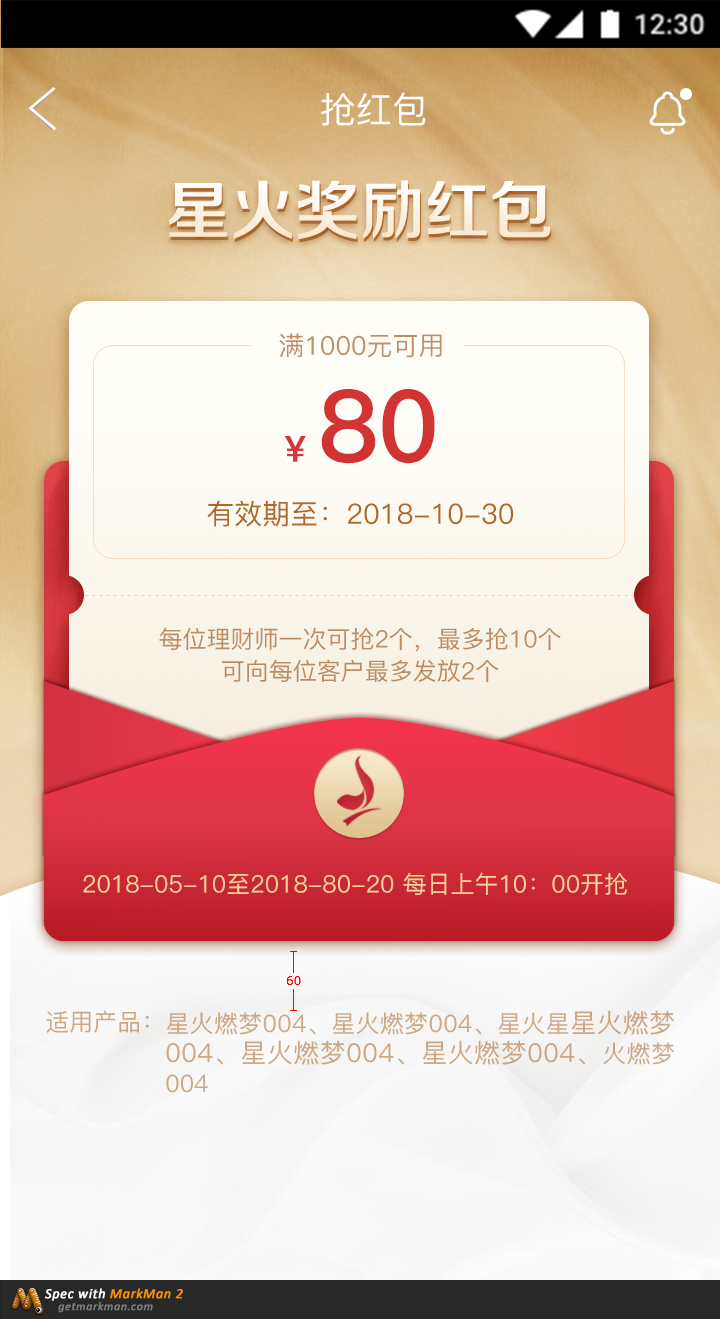 12:30
抢红包
星火奖励红包
满1000元可用
¥ 80
有效期至：2018-10-30
每位理财师一次可抢2个，最多抢10个
可向每位客户最多发放2个
2018-05-10至2018-80-20 每日上午10：00开抢
60
适用产品：星火燃梦004、星火燃梦004、星火星星火燃梦
004、星火燃梦004、星火燃梦004、火燃梦
004
Spec with MarkMan 2
getmarkman.com